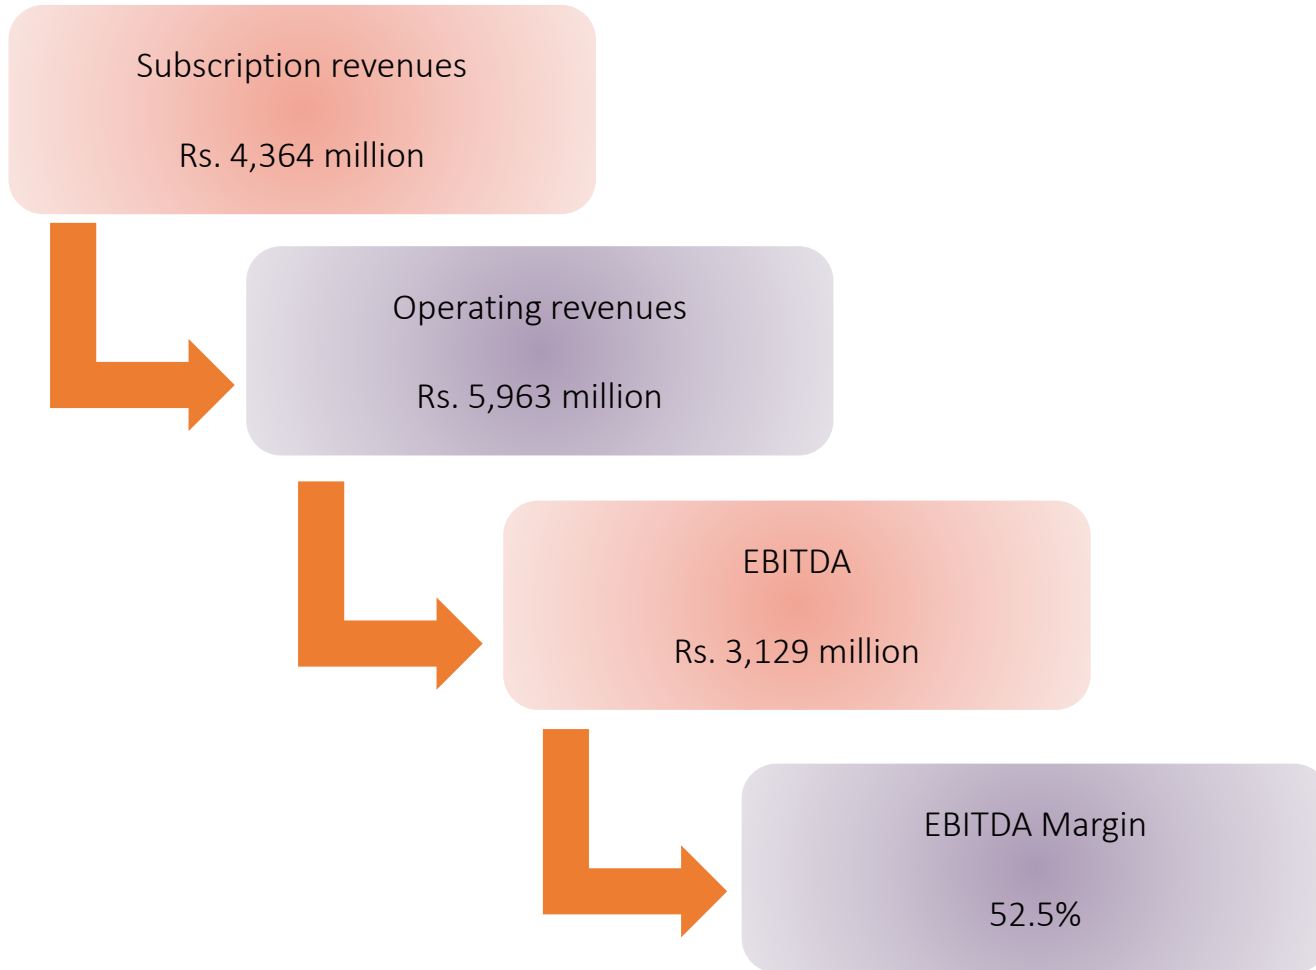 Subscription revenues
Rs. 4,364 million
Operating revenues
Rs. 5,963 million
EBITDA
Rs. 3,129 million
EBITDA Margin
52.5%